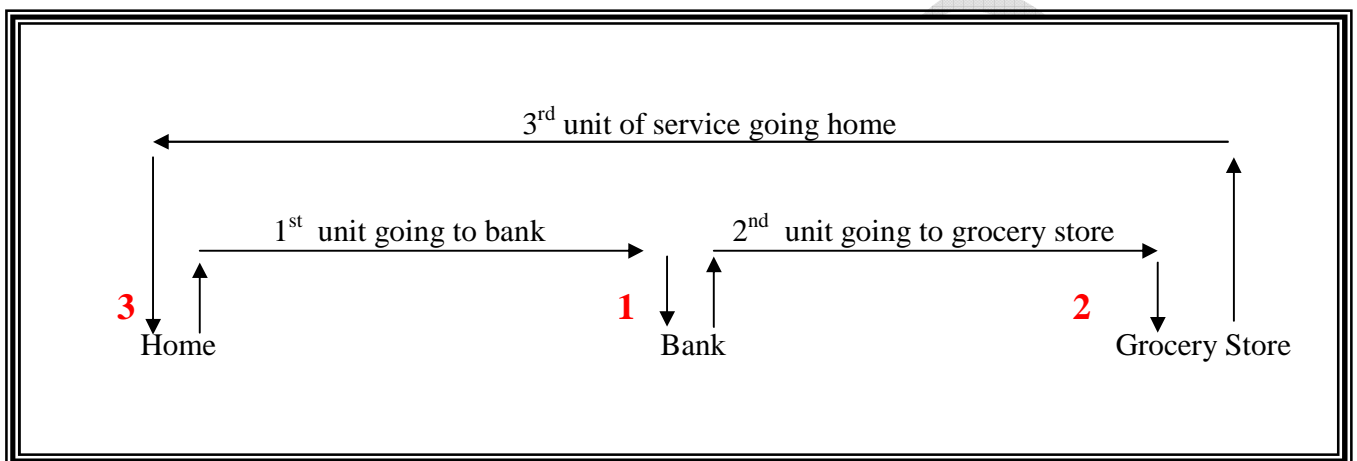 3rd unit of service going home
1st unit going to bank
2nd unit going to grocery store
3
1
2
Home
Bank
Grocery Store